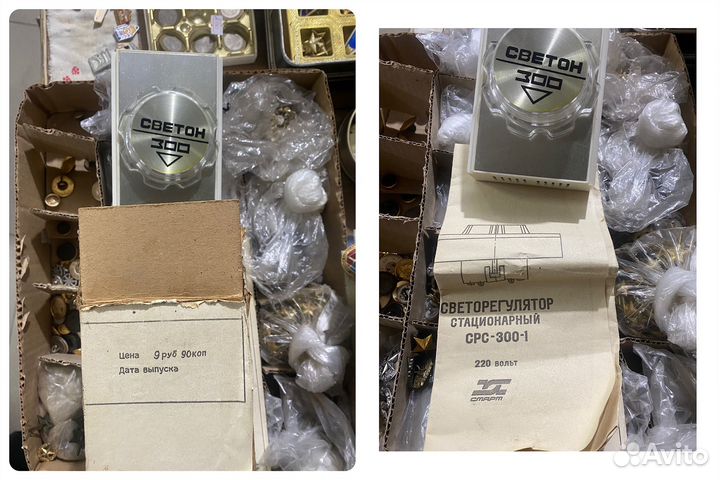 СВЕТОН
300
Цена 9 руб 90 коп
Дата выпуска
СВЕТОН
300
СВЕТОРЕГУЛЯТОР
СТАЦИОНАРНЫЙ
СРС-300-1
220 вольт
СМАРТ
Avito